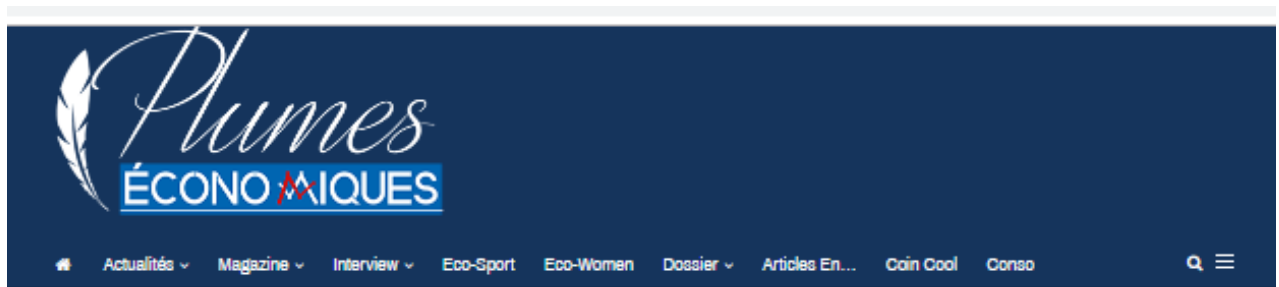 Plumes
ÉCONOMIQUES
Actualités Magazine Interview Eco-Sport Eco-Women Dossier Articles En... Coin Cool Conso